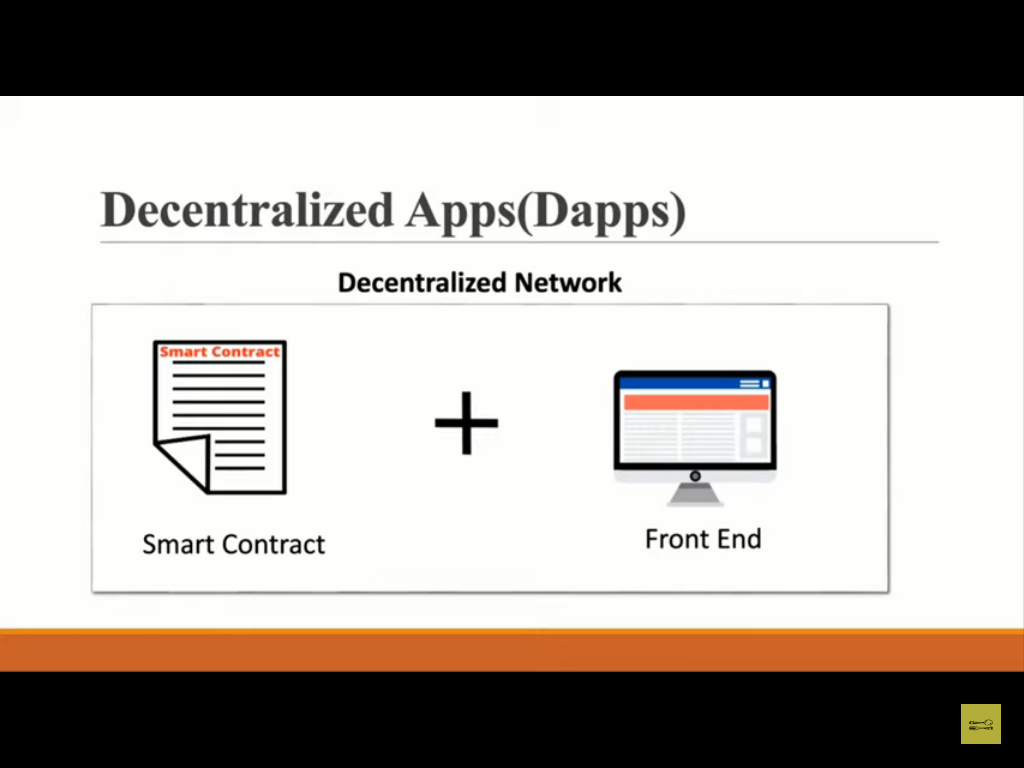 Decentralized Apps(Dapps)
Decentralized Network
Smart Contract
Smart Contract
Front End